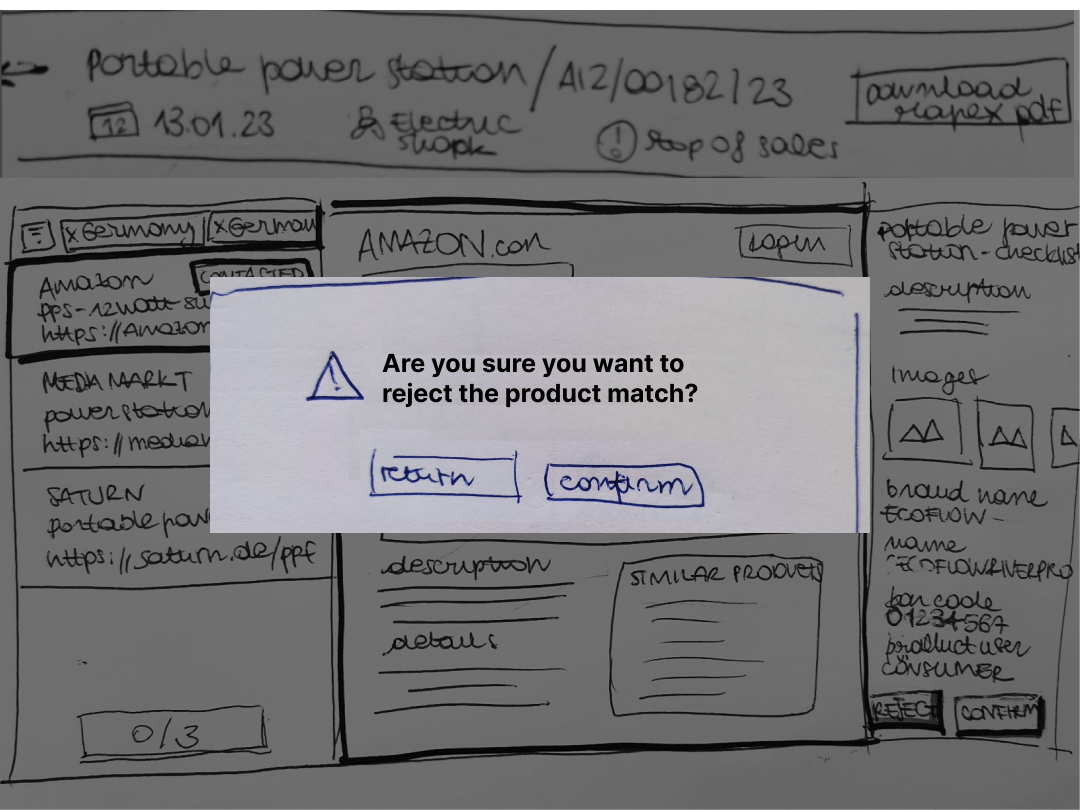 Portable power station/A12/00182/23
download
rapex pdf
12 13.01.23
Electric
shopk
! stop of sales
x Germany
x German
Amazon
CONTACTED
pps-12watt-su
https://Amazon
MEDIA MARKT
power station
https://median
SATURN
portable pow
https://saturn.de/ppf
0/3
AMAZON.com
Login
Are you sure you want to
reject the product match?
return
confirm
description
details
SIMILAR PRODUCTS
portable power
station-checklist
description
Images
brand name
ECOFLOW-
name
ECOFLOWRIVERPRO
bar code
01234567
product user
CONSUMER
REJECT
CONFIRM